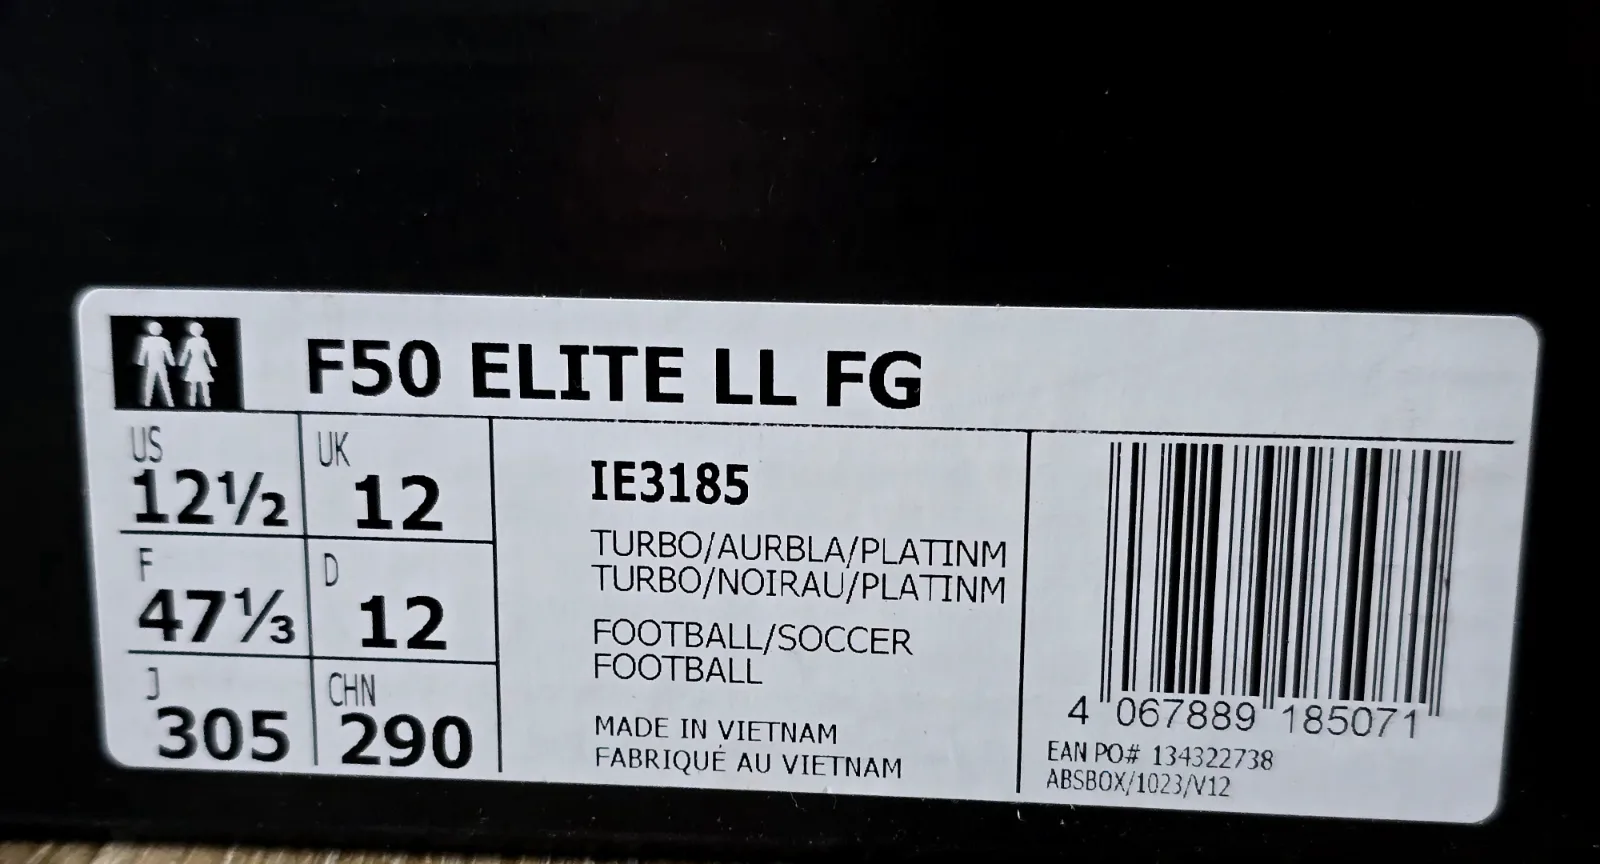 F50 ELITE LL FG
US
12½
UK
12
F
47⅓
D
12
J
305
CHN
290
IE3185
TURBO/AURBLA/PLATINM
TURBO/NOIRAU/PLATINM
FOOTBALL/SOCCER
FOOTBALL
MADE IN VIETNAM
FABRIQUÉ AU VIETNAM
4 067889 185071
EAN PO# 134322738
ABSBOX/1023/V12